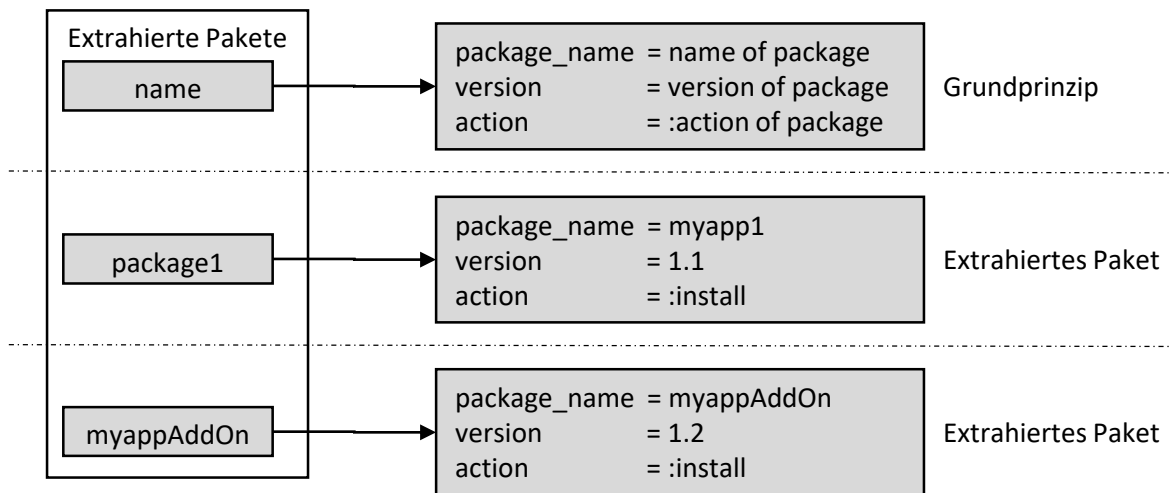 Extrahierte Pakete
name
package_name = name of package
version = version of package
action = :action of package
Grundprinzip
package1
package_name = myapp1
version = 1.1
action = :install
Extrahiertes Paket
myappAddOn
package_name = myappAddOn
version = 1.2
action = :install
Extrahiertes Paket